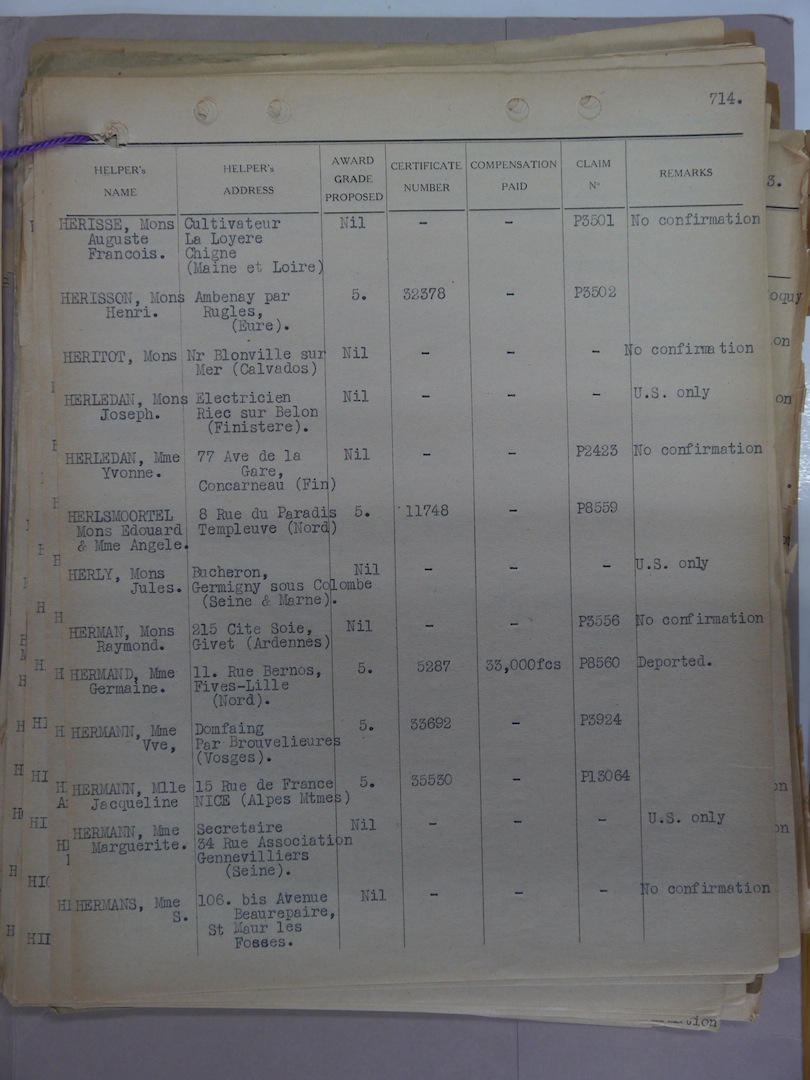 714.
HELPER's NAME | HELPER's ADDRESS | AWARD GRADE PROPOSED | CERTIFICATE NUMBER | COMPENSATION PAID | CLAIM Nº | REMARKS
HERISSE, Mons Cultivateur Nil - - P3501 No confirmation
Auguste La Loyere
Francois. Chigne
(Maine et Loire)
HERISSON, Mons Ambenay par 5. 32378 - P3502
Henri. Rugles,
(Eure).
HERITOT, Mons Nr Blonville sur Nil - - - No confirmation
Mer (Calvados)
HERLEDAN, Mons Electricien Nil - - - U.S. only
Joseph. Riec sur Belon
(Finistere).
HERLEDAN, Mme 77 Ave de la Nil - - P2423 No confirmation
Yvonne. Gare,
Concarneau (Fin)
HERLSMOORTEL 8 Rue du Paradis 5. 11748 - P8559
Mons Edouard Templeuve (Nord)
& Mme Angele.
HERLY, Mons Bucheron, Nil - - - U.S. only
Jules. Germigny sous Colombe
(Seine & Marne).
HERMAN, Mons 215 Cite Soie, Nil - - P3556 No confirmation
Raymond. Givet (Ardennes)
HERMAND, Mme 11. Rue Bernos, 5. 5287 33,000fcs P8560 Deported.
Germaine. Fives-Lille
(Nord).
HERMANN, Mme Domfaing 5. 33692 - P3924
Vve, Par Brouvelieures
(Vosges).
HERMANN, Mlle 15 Rue de France 5. 35530 - P13064
Jacqueline NICE (Alpes Mtmes)
HERMANN, Mme Secretaire Nil - - - U.S. only
Marguerite. 34 Rue Association
Gennevilliers
(Seine).
HERMANS, Mme 106. bis Avenue Nil - - - No confirmation
S. Beaurepaire,
St Maur les
Fosses.